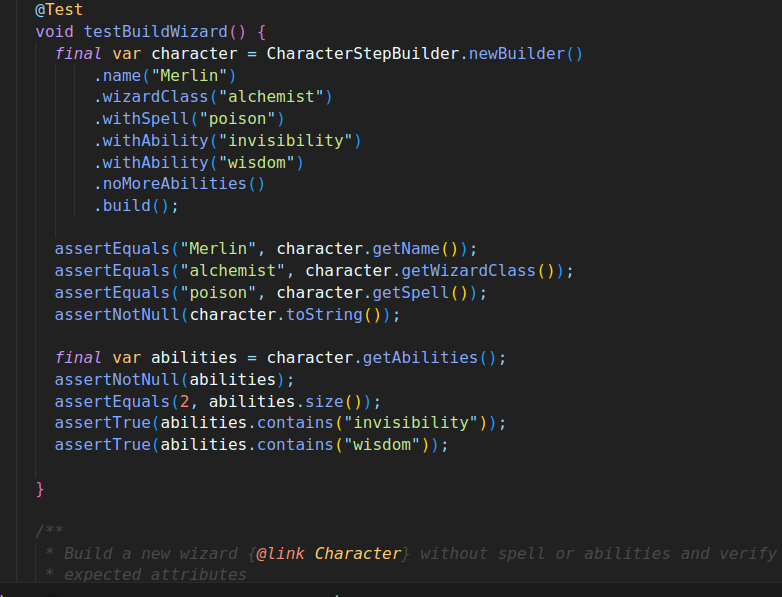 @Test
void testBuildWizard() {
final var character = CharacterStepBuilder.newBuilder()
.name("Merlin")
.wizardClass("alchemist")
.withSpell("poison")
.withAbility("invisibility")
.withAbility("wisdom")
.noMoreAbilities()
.build();
assertEquals("Merlin", character.getName());
assertEquals("alchemist", character.getWizardClass());
assertEquals("poison", character.getSpell());
assertNotNull(character.toString());
final var abilities = character.getAbilities();
assertNotNull(abilities);
assertEquals(2, abilities.size());
assertTrue(abilities.contains("invisibility"));
assertTrue(abilities.contains("wisdom"));
}
/**
* Build a new wizard {@link Character} without spell or abilities and verify
* expected attributes